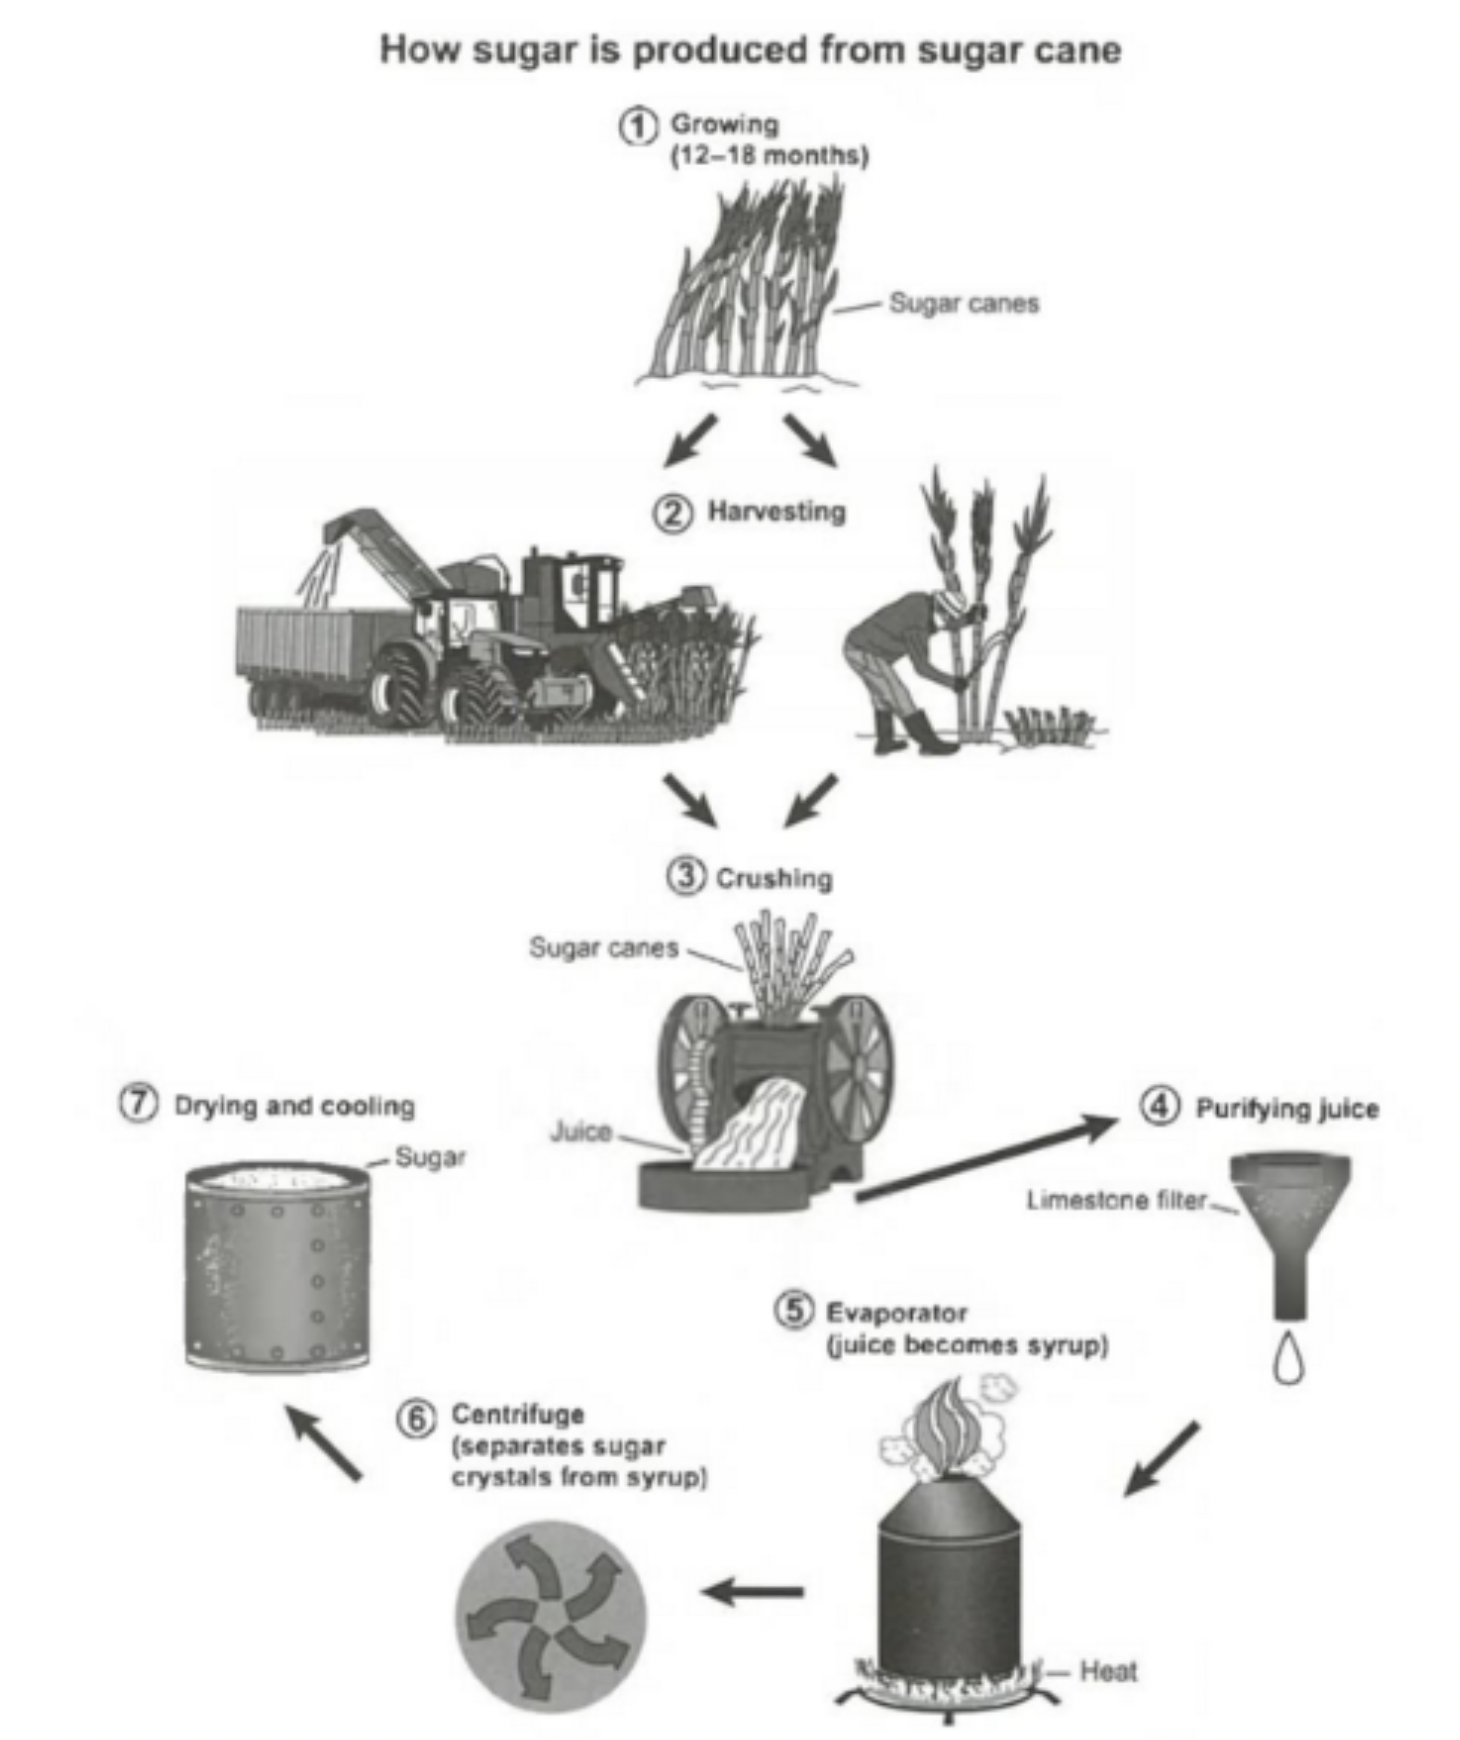 How sugar is produced from sugar cane
① Growing
(12–18 months)
Sugar canes
② Harvesting
③ Crushing
Sugar canes
Juice
④ Purifying juice
Limestone filter
⑤ Evaporator
(juice becomes syrup)
Heat
⑥ Centrifuge
(separates sugar
crystals from syrup)
⑦ Drying and cooling
Sugar